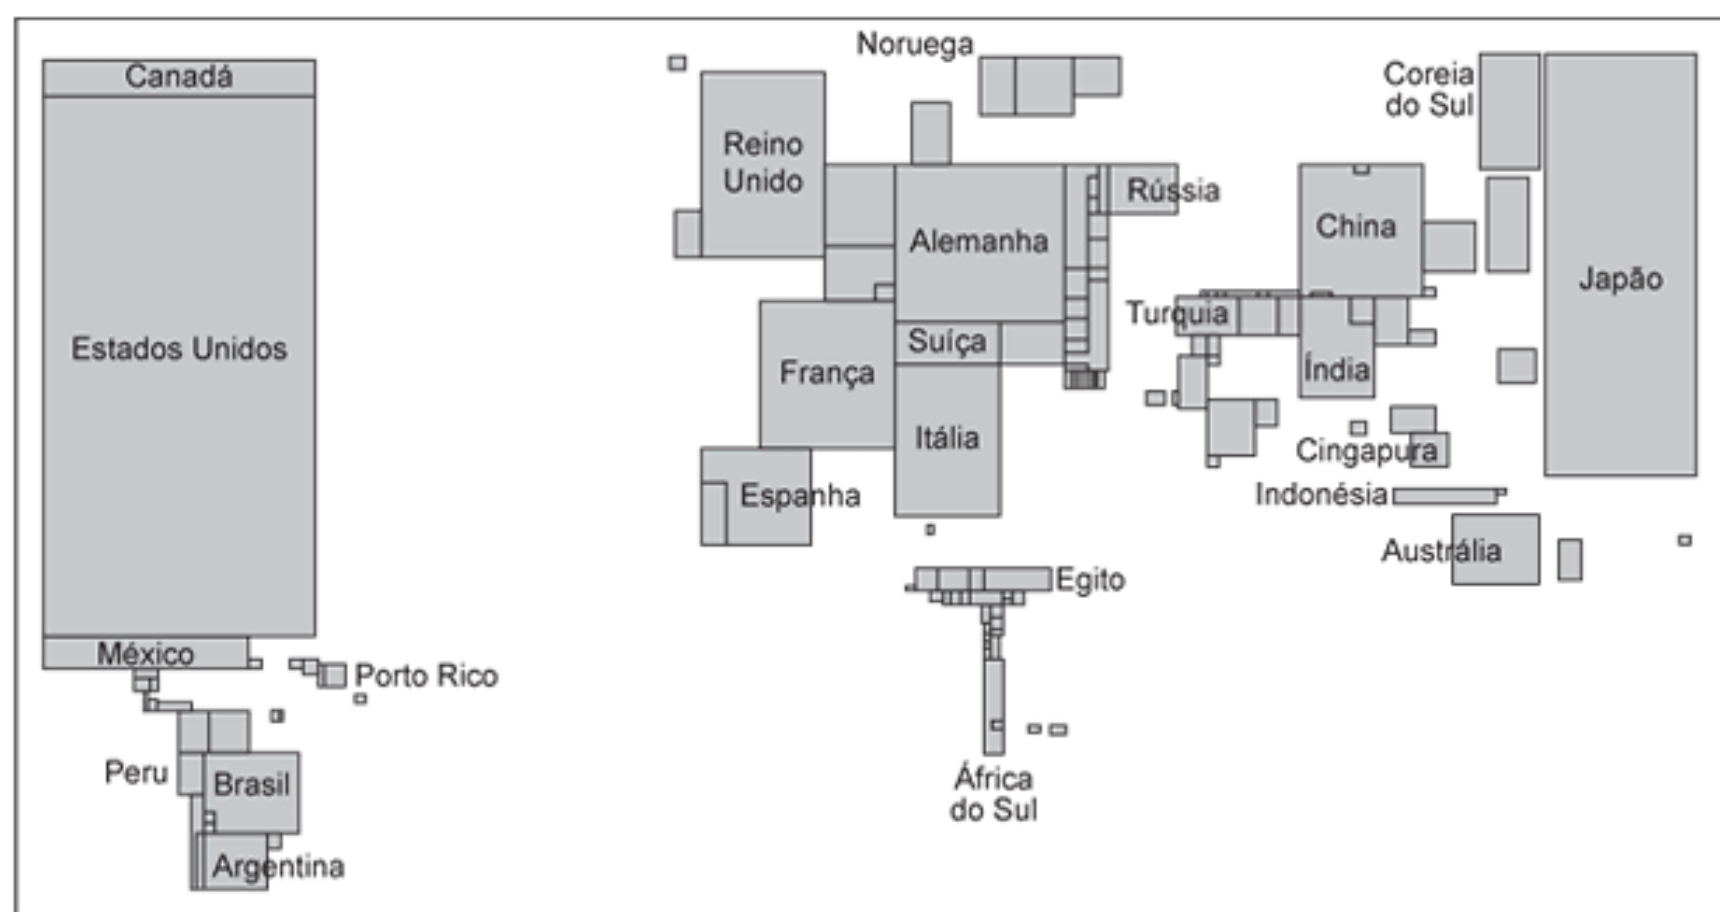 Canadá
Estados Unidos
México
Porto Rico
Peru
Brasil
Argentina
Noruega
Reino
Unido
Rússia
Alemanha
Suíça
França
Itália
Espanha
Egito
África
do Sul
Coreia
do Sul
China
Japão
Turquia
Índia
Cingapura
Indonésia
Austrália